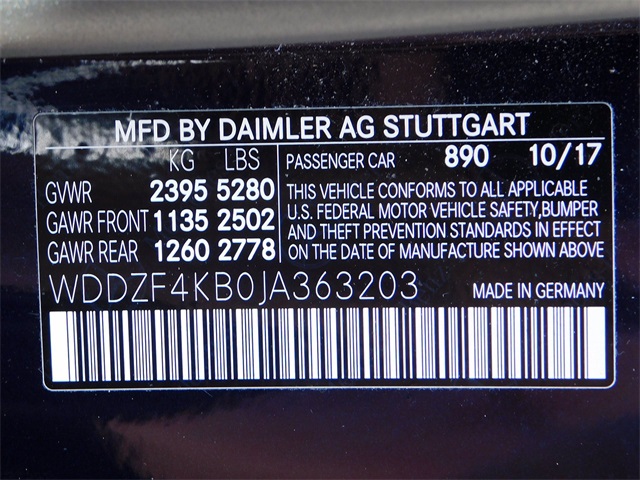 MFD BY DAIMLER AG STUTTGART
KG LBS
GVWR 2395 5280
GAWR FRONT 1135 2502
GAWR REAR 1260 2778
PASSENGER CAR 890 10/17
THIS VEHICLE CONFORMS TO ALL APPLICABLE
U.S. FEDERAL MOTOR VEHICLE SAFETY,BUMPER
AND THEFT PREVENTION STANDARDS IN EFFECT
ON THE DATE OF MANUFACTURE SHOWN ABOVE
WDDZF4KB0JA363203 MADE IN GERMANY